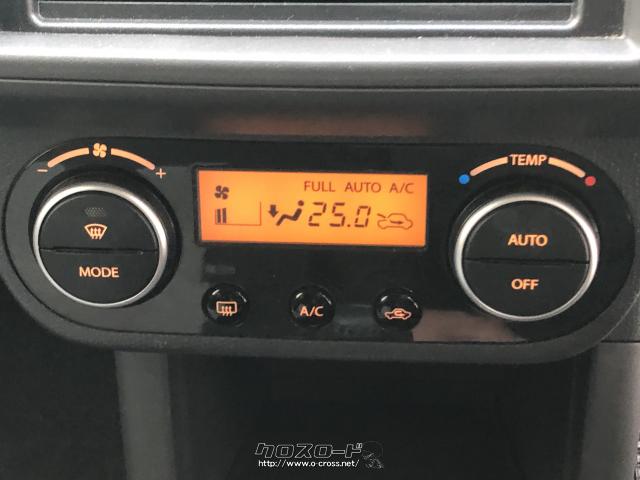 - +
FULL AUTO A/C
25.0
TEMP
MODE
AUTO
OFF
A/C
クロスロード
http://www.o-cross.net/